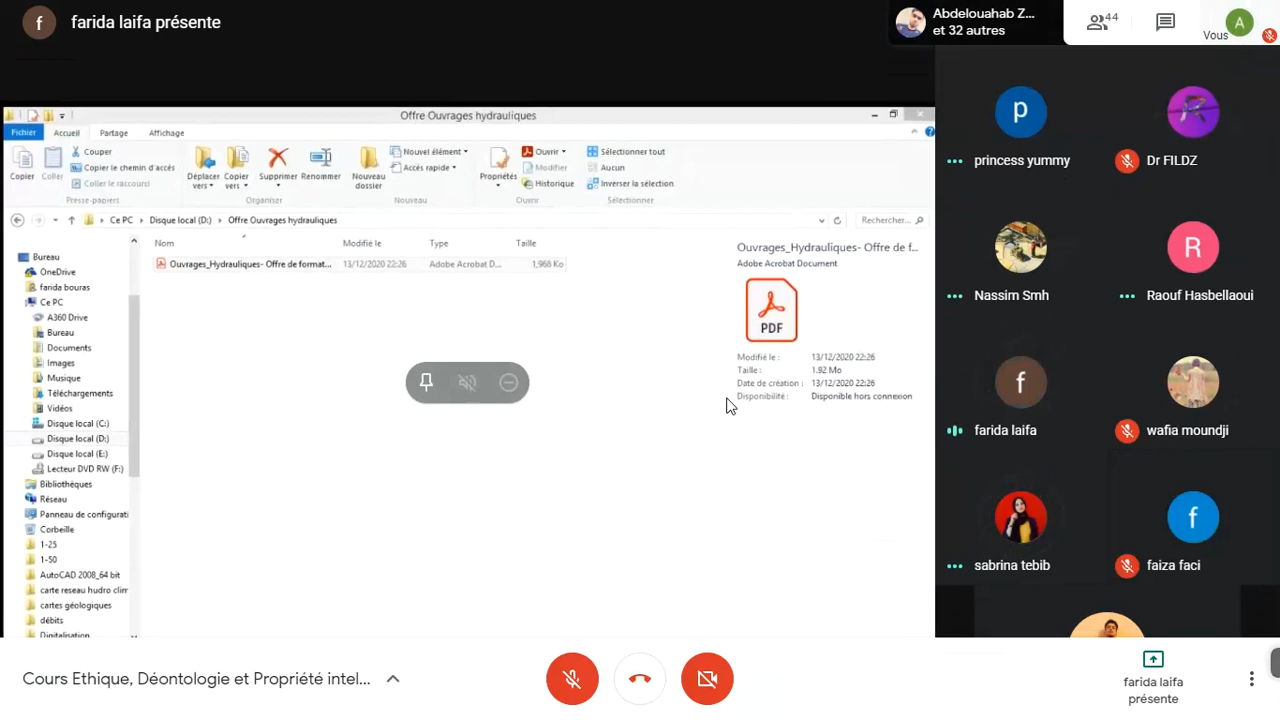 f farida laifa présente
Abdelouahab Z...
et 32 autres
44
Vous
A
Offre Ouvrages hydrauliques
Fichier Accueil Partage Affichage
Copier
Coller
Couper
Copier le chemin d'accès
Coller le raccourci
Presse-papiers
Déplacer vers
Copier vers
Supprimer
Renommer
Organiser
Nouveau dossier
Nouvel élément
Accès rapide
Nouveau
Propriétés
Ouvrir
Modifier
Historique
Ouvrir
Sélectionner tout
Aucun
Inverser la sélection
Sélectionner
Ce PC Disque local (D:) Offre Ouvrages hydrauliques
Rechercher...
Bureau
OneDrive
farida bouras
Ce PC
A360 Drive
Bureau
Documents
Images
Musique
Téléchargements
Vidéos
Disque local (C:)
Disque local (D:)
Disque local (E:)
Lecteur DVD RW (F:)
Bibliothèques
Réseau
Panneau de configurati
Corbeille
1-25
1-50
AutoCAD 2008_64 bit
carte reseau hudro clim
cartes géologiques
débits
Digitalisation
Nom Modifié le Type Taille
Ouvrages_Hydrauliques- Offre de format... 13/12/2020 22:26 Adobe Acrobat D... 1,968 Ko
Ouvrages_Hydrauliques- Offre de f...
Adobe Acrobat Document
PDF
Modifié le : 13/12/2020 22:26
Taille : 1.92 Mo
Date de création : 13/12/2020 22:26
Disponibilité : Disponible hors connexion
p
princess yummy
R
Dr FILDZ
Nassim Smh
R
Raouf Hasbellaoui
f
farida laifa
wafia moundji
sabrina tebib
f
faiza faci
Cours Ethique, Déontologie et Propriété intel...
farida laifa
présente